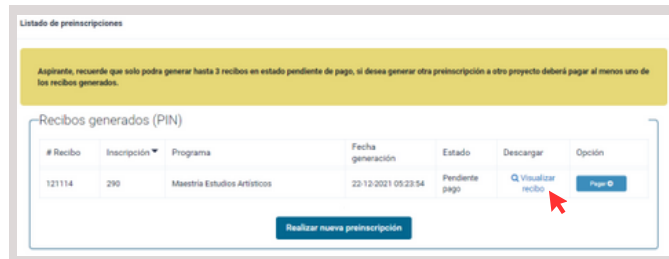 Listado de preinscripciones
Aspirante, recuerde que solo podra generar hasta 3 recibos en estado pendiente de pago, si desea generar otra preinscripción a otro proyecto deberá pagar al menos uno de
los recibos generados.
Recibos generados (PIN)
# Recibo Inscripción Programa Fecha generación Estado Descargar Opción
121114 290 Maestria Estudios Artisticos 22-12-2021 05:23:54 Pendiente pago Visualizar recibo Pagar
Realizar nueva preinscripción